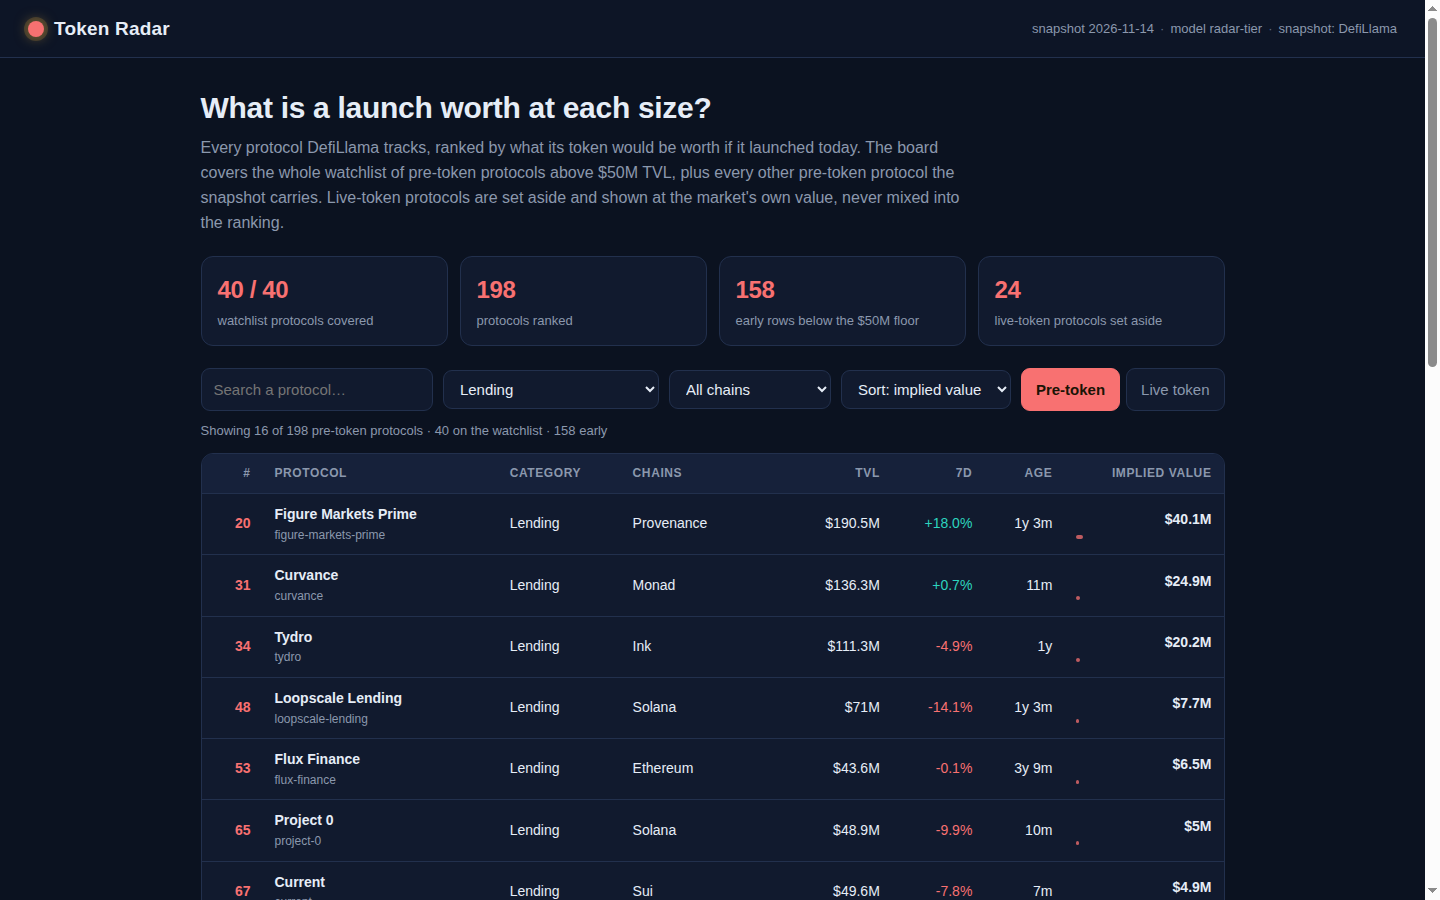 Token Radar
snapshot 2026-11-14 · model radar-tier · snapshot: DefiLlama
What is a launch worth at each size?
Every protocol DefiLlama tracks, ranked by what its token would be worth if it launched today. The board
covers the whole watchlist of pre-token protocols above $50M TVL, plus every other pre-token protocol the
snapshot carries. Live-token protocols are set aside and shown at the market's own value, never mixed into
the ranking.
40 / 40
watchlist protocols covered
198
protocols ranked
158
early rows below the $50M floor
24
live-token protocols set aside
Search a protocol… Lending All chains Sort: implied value Pre-token Live token
Showing 16 of 198 pre-token protocols · 40 on the watchlist · 158 early
# PROTOCOL CATEGORY CHAINS TVL 7D AGE IMPLIED VALUE
20 Figure Markets Prime Lending Provenance $190.5M +18.0% 1y 3m $40.1M
figure-markets-prime
31 Curvance Lending Monad $136.3M +0.7% 11m $24.9M
curvance
34 Tydro Lending Ink $111.3M -4.9% 1y $20.2M
tydro
48 Loopscale Lending Lending Solana $71M -14.1% 1y 3m $7.7M
loopscale-lending
53 Flux Finance Lending Ethereum $43.6M -0.1% 3y 9m $6.5M
flux-finance
65 Project 0 Lending Solana $48.9M -9.9% 10m $5M
project-0
67 Current Lending Sui $49.6M -7.8% 7m $4.9M